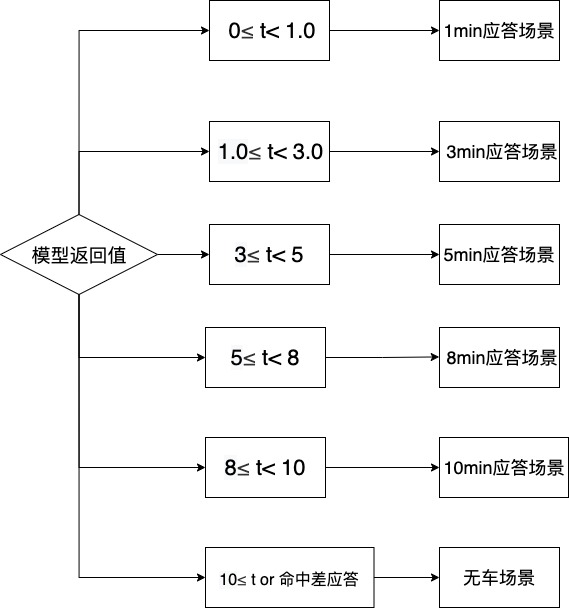 0≤ t< 1.0
1min应答场景
1.0≤ t< 3.0
3min应答场景
模型返回值
3≤ t< 5
5min应答场景
5≤ t< 8
8min应答场景
8≤ t< 10
10min应答场景
10≤ t or 命中差应答
无车场景